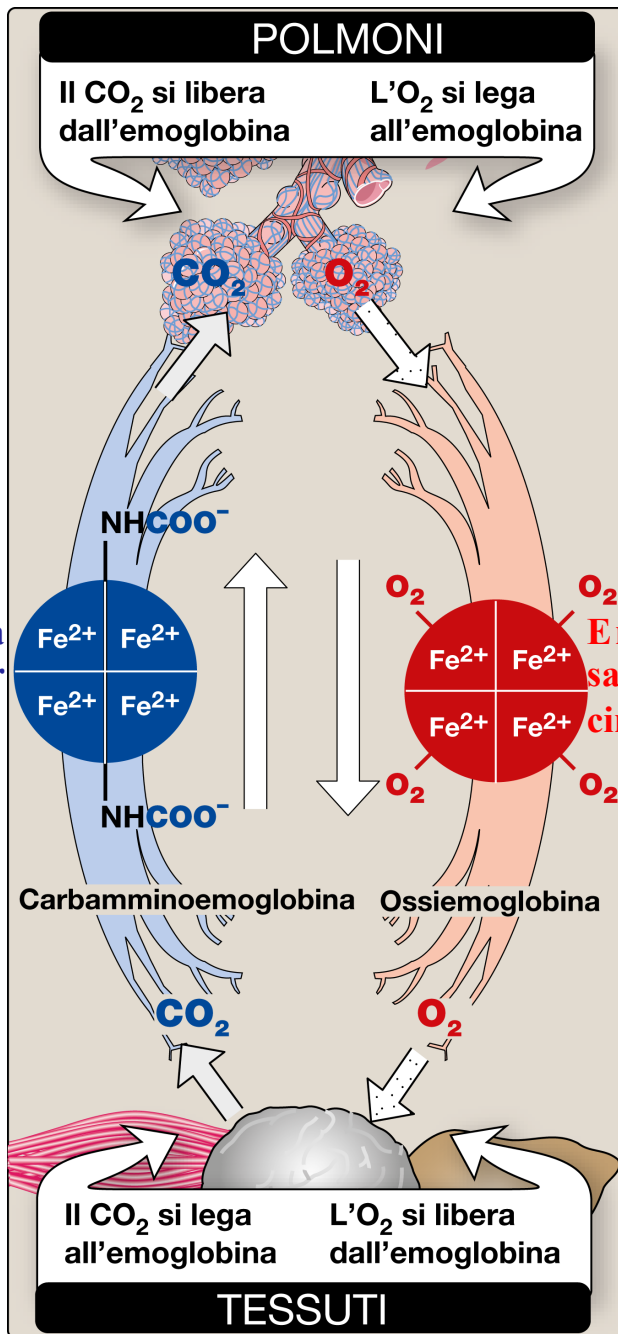 POLMONI
Il CO₂ si libera
dall'emoglobina
L'O₂ si lega
all'emoglobina
CO₂
O₂
NHCOO⁻
Fe²⁺ Fe²⁺
Fe²⁺ Fe²⁺
NHCOO⁻
O₂ O₂
Fe²⁺ Fe²⁺
Fe²⁺ Fe²⁺
O₂ O₂
Carbamminoemoglobina
Ossiemoglobina
CO₂
O₂
Il CO₂ si lega
all'emoglobina
L'O₂ si libera
dall'emoglobina
TESSUTI